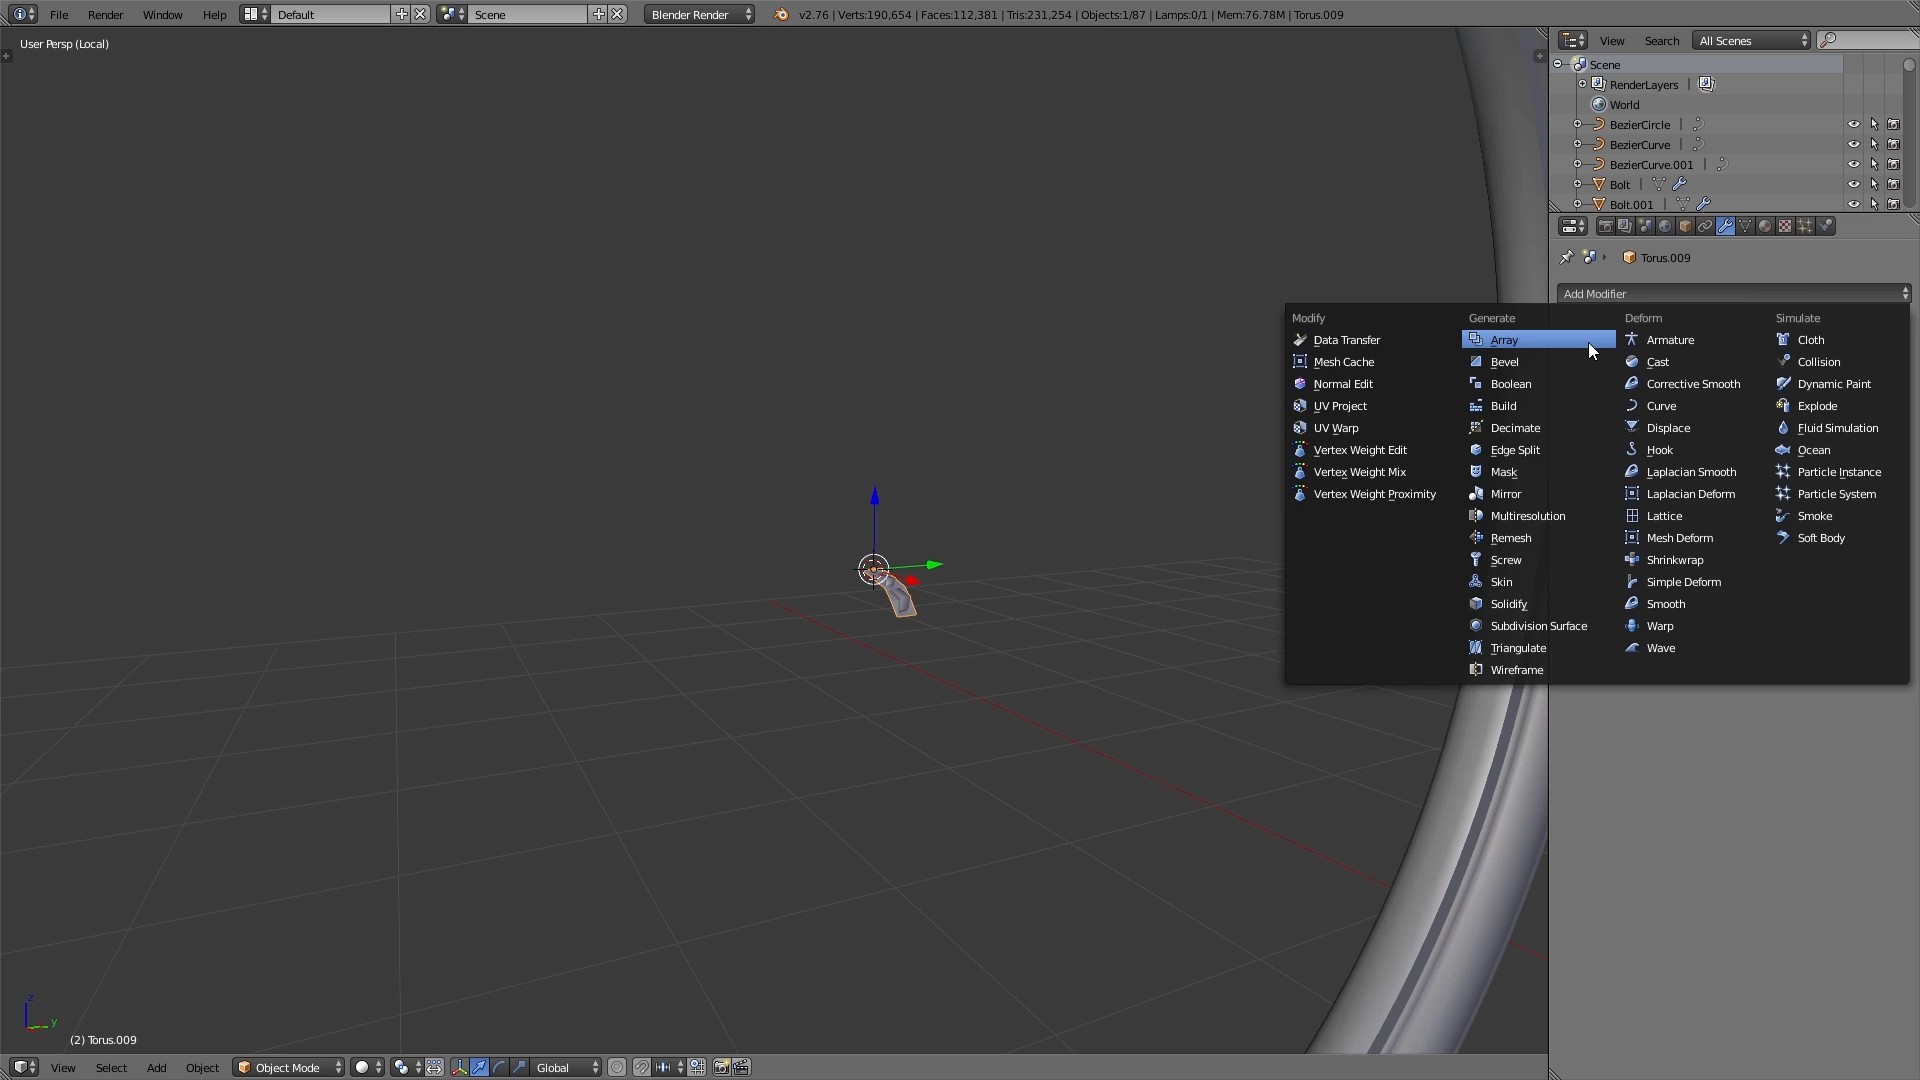 File Render Window Help Default Scene Blender Render v2.76 | Verts:190,654 | Faces:112,381 | Tris:231,254 | Objects:1/87 | Lamps:0/1 | Mem:76.78M | Torus.009
User Persp (Local)
View Search All Scenes
Scene
RenderLayers
World
BezierCircle
BezierCurve
BezierCurve.001
Bolt
Bolt.001
Torus.009
Add Modifier
Modify Generate Deform Simulate
Data Transfer Array Armature Cloth
Mesh Cache Bevel Cast Collision
Normal Edit Boolean Corrective Smooth Dynamic Paint
UV Project Build Curve Explode
UV Warp Decimate Displace Fluid Simulation
Vertex Weight Edit Edge Split Hook Ocean
Vertex Weight Mix Mask Laplacian Smooth Particle Instance
Vertex Weight Proximity Mirror Laplacian Deform Particle System
Multiresolution Lattice Smoke
Remesh Mesh Deform Soft Body
Screw Shrinkwrap
Skin Simple Deform
Solidify Smooth
Subdivision Surface Warp
Triangulate Wave
Wireframe
z
y
(2) Torus.009
View Select Add Object Object Mode Global